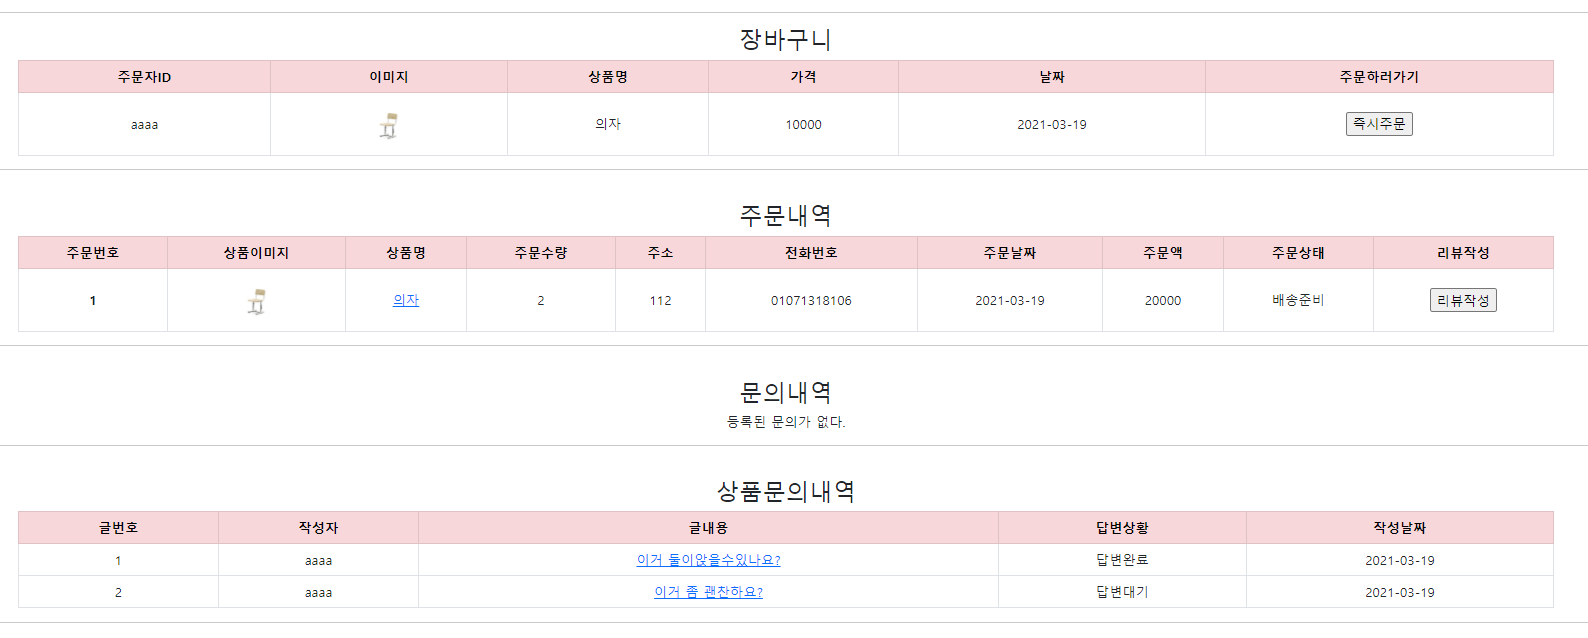 장바구니
주문자ID 이미지 상품명 가격 날짜 주문하러가기
aaaa 의자 10000 2021-03-19 즉시주문
주문내역
주문번호 상품이미지 상품명 주문수량 주소 전화번호 주문날짜 주문액 주문상태 리뷰작성
1 의자 2 112 01071318106 2021-03-19 20000 배송준비 리뷰작성
문의내역
등록된 문의가 없다.
상품문의내역
글번호 작성자 글내용 답변상황 작성날짜
1 aaaa 이거 둘이앉을수있나요? 답변완료 2021-03-19
2 aaaa 이거 좀 괜찬하요? 답변대기 2021-03-19